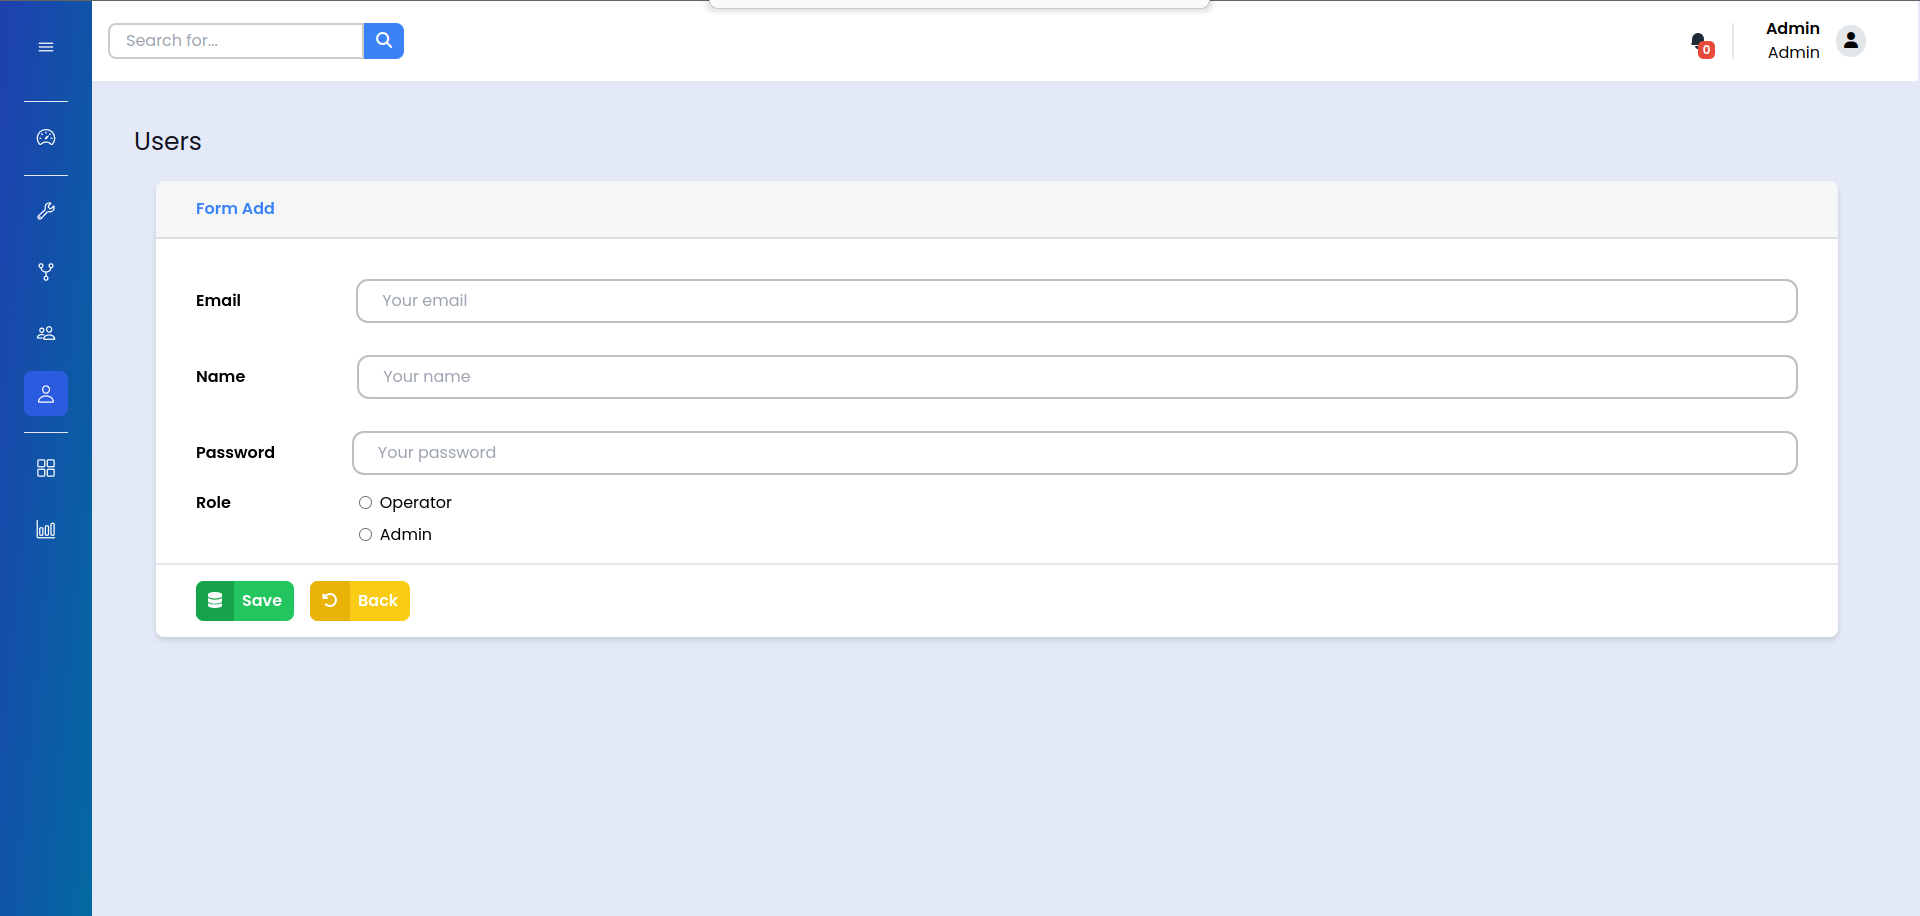 Search for...
0
Admin
Admin
Users
Form Add
Email
Your email
Name
Your name
Password
Your password
Role
Operator
Admin
Save
Back